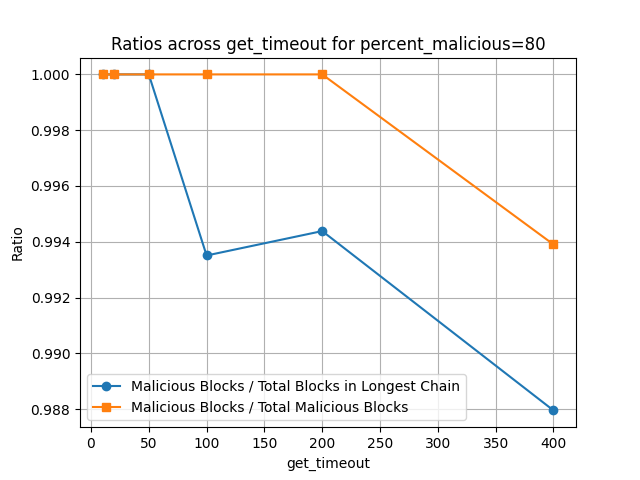 Ratios across get_timeout for percent_malicious=80
Ratio
1.000
0.998
0.996
0.994
0.992
0.990
0.988
Malicious Blocks / Total Blocks in Longest Chain
Malicious Blocks / Total Malicious Blocks
0 50 100 150 200 250 300 350 400
get_timeout